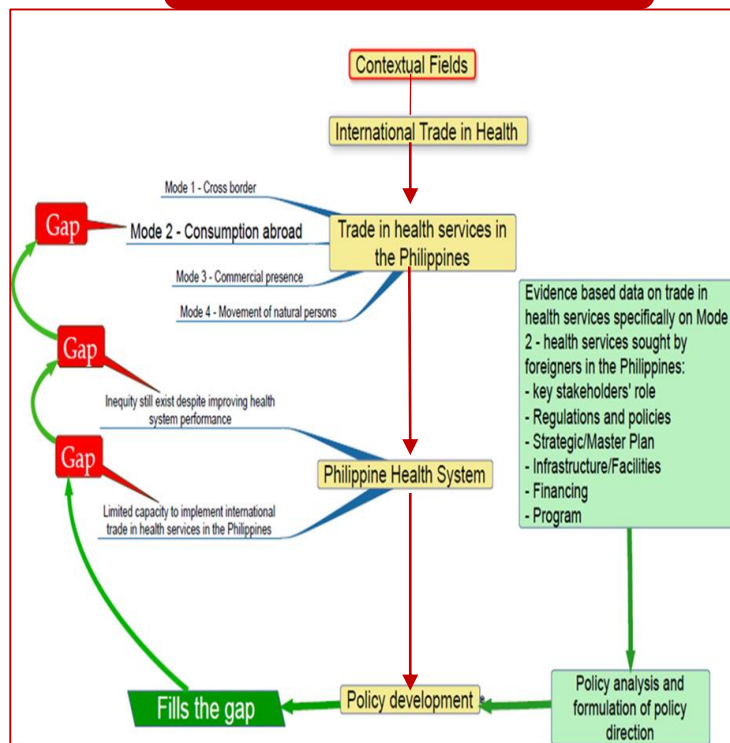 Contextual Fields
International Trade in Health
Mode 1 - Cross border
Gap
Mode 2 - Consumption abroad
Trade in health services in
the Philippines
Mode 3 - Commercial presence
Mode 4 - Movement of natural persons
Evidence based data on trade in
health services specifically on Mode
2 - health services sought by
foreigners in the Philippines:
- key stakeholders' role
- Regulations and policies
- Strategic/Master Plan
- Infrastructure/Facilities
- Financing
- Program
Gap
Inequity still exist despite improving health
system performance
Gap
Philippine Health System
Limited capacity to implement international
trade in health services in the Philippines
Fills the gap
Policy development
Policy analysis and
formulation of policy
direction